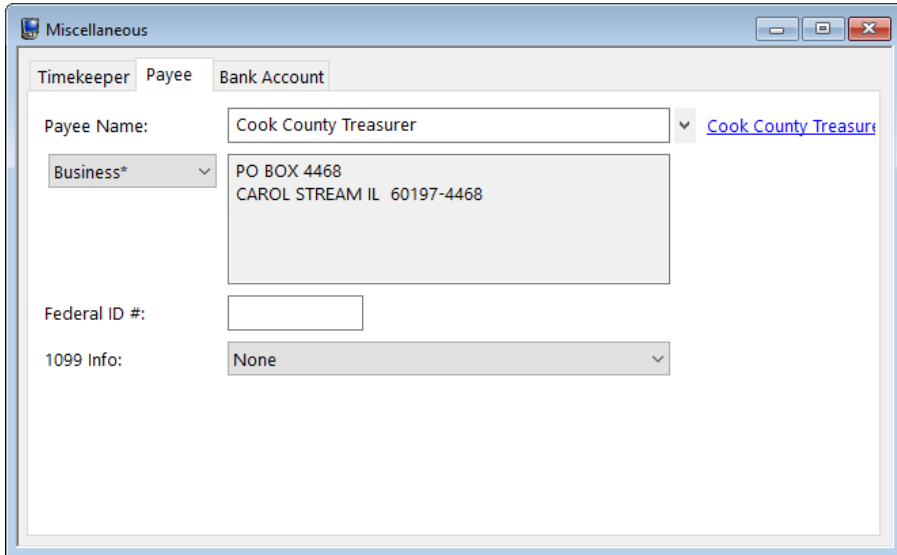 Miscellaneous
Timekeeper Payee Bank Account
Payee Name: Cook County Treasurer Cook County Treasure
Business* PO BOX 4468
CAROL STREAM IL 60197-4468
Federal ID #:
1099 Info: None